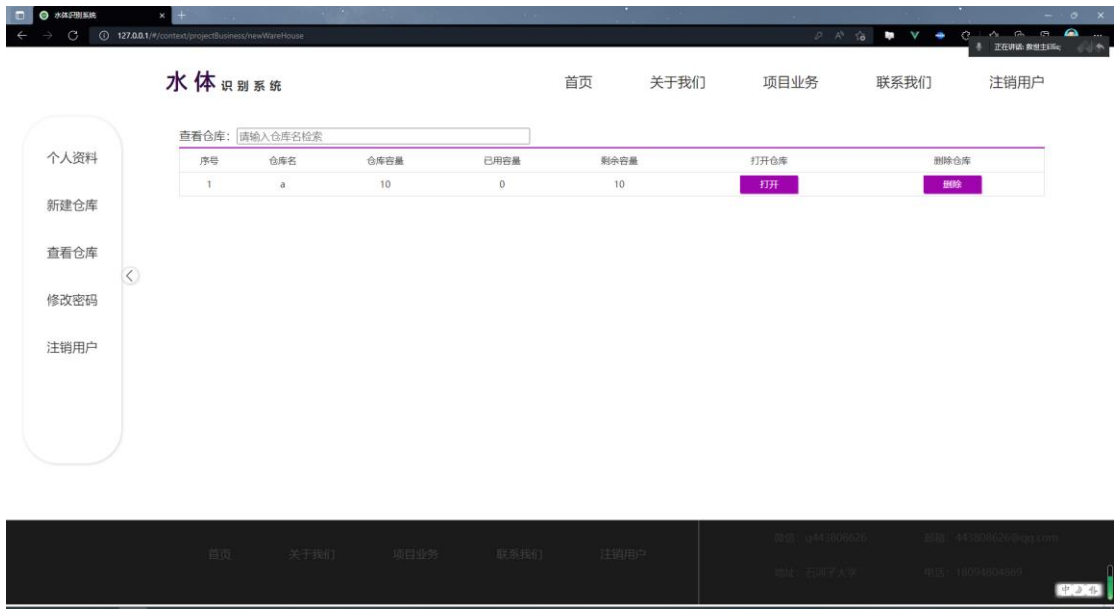 水体识别系统
127.0.0.1/#/context/projectBusiness/newWareHouse
正在讲话: 救世主Ellie;
水体识别系统 首页 关于我们 项目业务 联系我们 注销用户
查看仓库: 请输入仓库名检索
序号 仓库名 仓库容量 已用容量 剩余容量 打开仓库 删除仓库
1 a 10 0 10 打开 删除
个人资料
新建仓库
查看仓库
修改密码
注销用户
首页 关于我们 项目业务 联系我们 注销用户
微信: q443808626 邮箱: 443808626@qq.com
地址: 石河子大学 电话: 18094804869
中